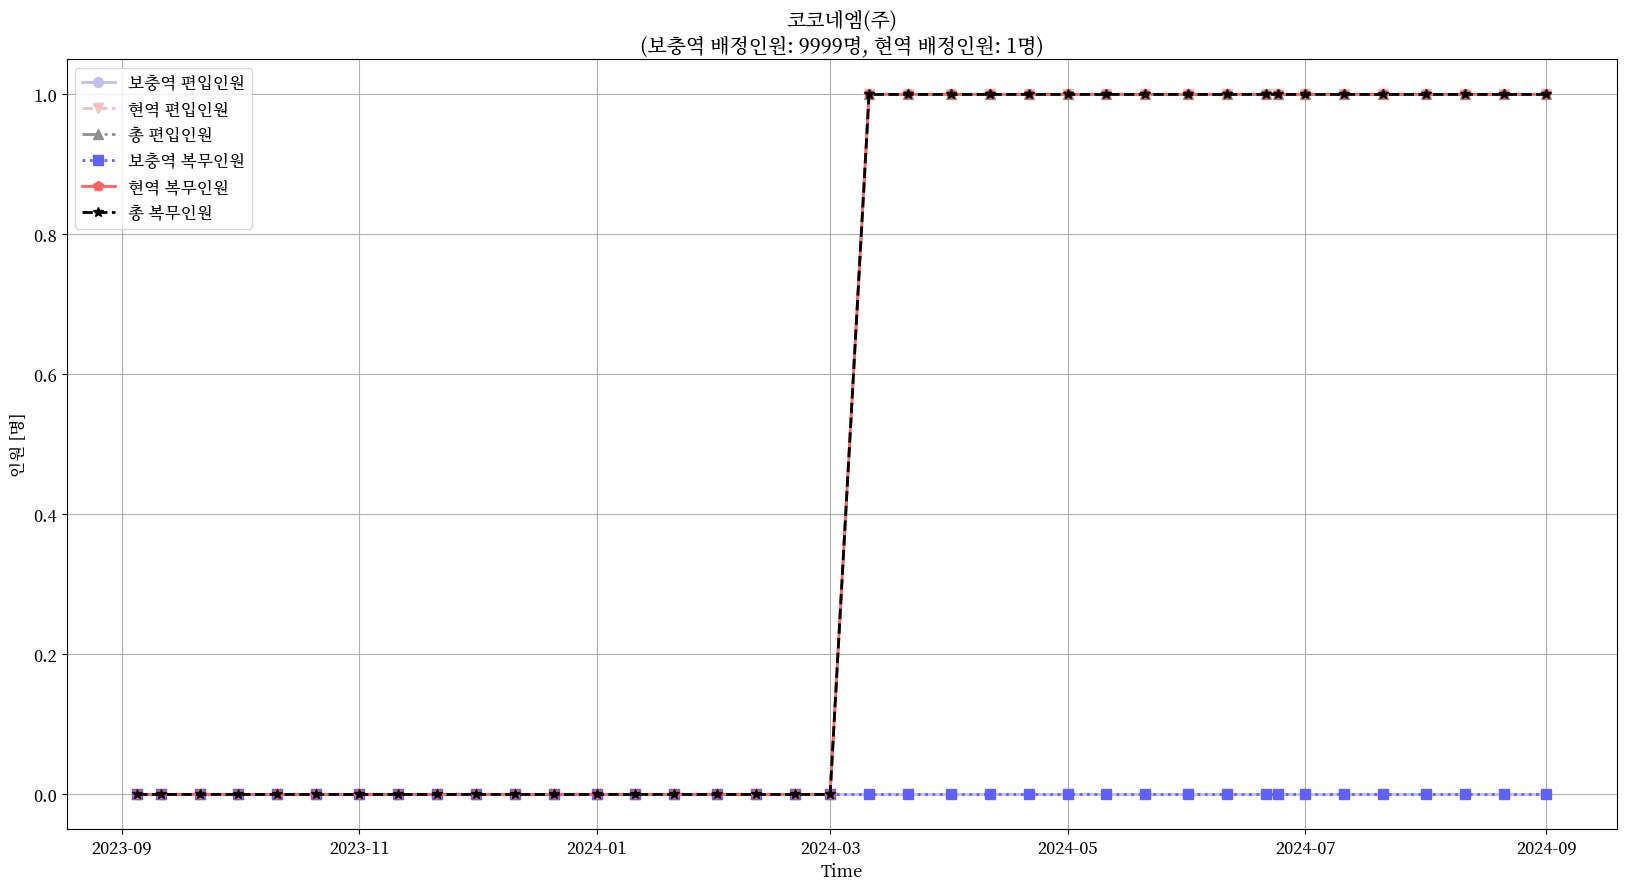 코코네엠(주)
(보충역 배정인원: 9999명, 현역 배정인원: 1명)
보충역 편입인원
현역 편입인원
총 편입인원
보충역 복무인원
현역 복무인원
총 복무인원
인원 [명]
1.0
0.8
0.6
0.4
0.2
0.0
2023-09 2023-11 2024-01 2024-03 2024-05 2024-07 2024-09
Time